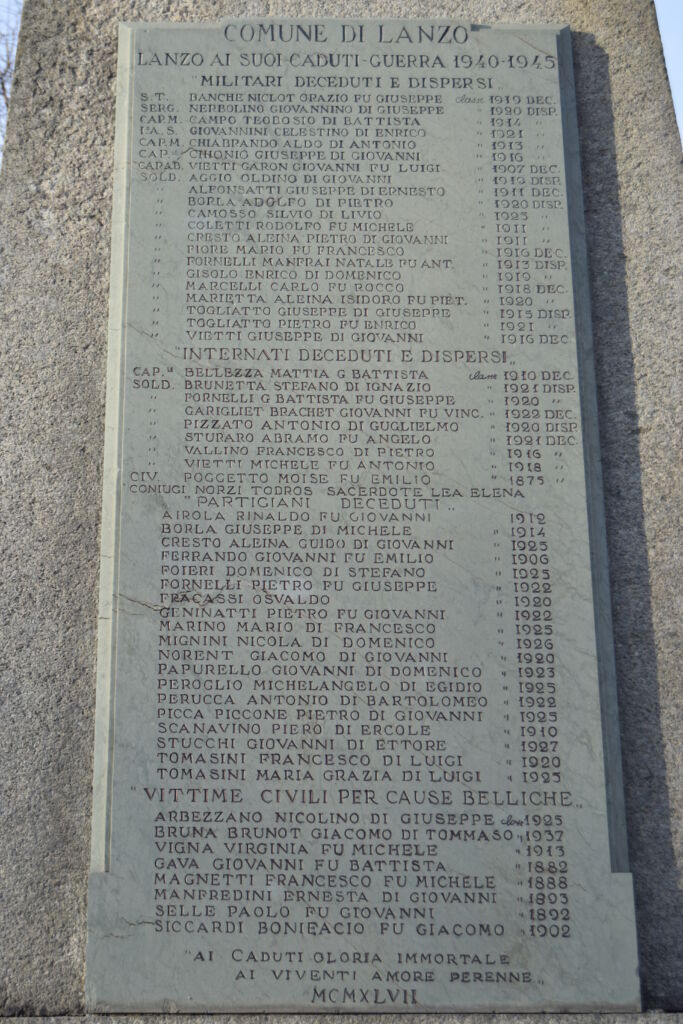 COMUNE DI LANZO
LANZO AI SUOI CADUTI-GUERRA 1940-1945
"MILITARI DECEDUTI E DISPERSI"
S.T. BANCHE NICLOT ORAZIO FU GIUSEPPE classe 1919 DEC.
SERG. NEBBOLINO GIOVANNINO DI GIUSEPPE " 1920 DISP.
CAP.M. CAMPO TEODOSIO DI BATTISTA " 1914 "
1°A.S. GIOVANNINI CELESTINO DI ENRICO " 1921 "
CAP.M. CHIABRANDO ALDO DI ANTONIO " 1913 "
CAP. CIHONIO GIUSEPPE DI GIOVANNI " 1916 "
CARAB. VIETTI GARON GIOVANNI FU LUIGI " 1907 DEC.
SOLD. AGGIO OLDINO DI GIOVANNI " 1919 DISP.
" ALFONSATTI GIUSEPPE DI ERNESTO " 1911 DEC.
" BORLA ADOLFO DI PIETRO " 1920 DISP.
" CAMOSSO SILVIO DI LIVIO " 1923 "
" COLETTI RODOLFO FU MICHELE " 1911 "
" CRESTO ALEINA PIETRO DI GIOVANNI " 1911 "
" FIORE MARIO FU FRANCESCO " 1916 DEC.
" FORNELLI MANFRAI NATALE FU ANT. " 1913 DISP.
" GISOLO ENRICO DI DOMENICO " 1919 "
" MARCELLI CARLO FU ROCCO " 1918 DEC.
" MARIETTA ALEINA ISIDORO FU PIET. " 1920 "
" TOGLIATTO GIUSEPPE DI GIUSEPPE " 1915 DISP.
" TOGLIATTO PIETRO FU ENRICO " 1921 "
" VIETTI GIUSEPPE DI GIOVANNI " 1916 DEC.
"INTERNATI DECEDUTI E DISPERSI"
CAP.LE BELLEZZA MATTIA G BATTISTA classe 1910 DEC.
SOLD. BRUNETTA STEFANO DI IGNAZIO " 1921 DISP.
" FORNELLI G BATTISTA FU GIUSEPPE " 1920 "
" GARIGLIET BRACHET GIOVANNI FU VINC. " 1922 DEC.
" PIZZATO ANTONIO DI GUGLIELMO " 1920 DISP.
" STURARO ABRAMO FU ANGELO " 1921 DEC.
" VALLINO FRANCESCO DI PIETRO " 1916 "
" VIETTI MICHELE FU ANTONIO " 1918 "
CIV. POGGETTO MOISE FU EMILIO " 1875 "
CONIUGI NORZI TODROS SACERDOTE LEA ELENA
"PARTIGIANI DECEDUTI"
AIROLA RINALDO FU GIOVANNI 1912
BORLA GIUSEPPE DI MICHELE " 1914
CRESTO ALEINA GUIDO DI GIOVANNI " 1925
FERRANDO GIOVANNI FU EMILIO " 1906
FOIERI DOMENICO DI STEFANO " 1925
FORNELLI PIETRO FU GIUSEPPE " 1922
FRACASSI OSVALDO " 1920
GENINATTI PIETRO FU GIOVANNI " 1922
MARINO MARIO DI FRANCESCO " 1925
MIGNINI NICOLA DI DOMENICO " 1926
NORENT GIACOMO DI GIOVANNI " 1920
PAPURELLO GIOVANNI DI DOMENICO " 1923
PEROGLIO MICHELANGELO DI EGIDIO " 1925
PERUCCA ANTONIO DI BARTOLOMEO " 1922
PICCA PICCONE PIETRO DI GIOVANNI " 1925
SCANAVINO PIERO DI ERCOLE " 1910
STUCCHI GIOVANNI DI ETTORE " 1927
TOMASINI FRANCESCO DI LUIGI " 1920
TOMASINI MARIA GRAZIA DI LUIGI " 1925
"VITTIME CIVILI PER CAUSE BELLICHE"
ARBEZZANO NICOLINO DI GIUSEPPE classe 1925
BRUNA BRUNOT GIACOMO DI TOMMASO " 1937
VIGNA VIRGINIA FU MICHELE " 1913
GAVA GIOVANNI FU BATTISTA " 1882
MAGNETTI FRANCESCO FU MICHELE " 1888
MANFREDINI ERNESTA DI GIOVANNI " 1893
SELLE PAOLO FU GIOVANNI " 1892
SICCARDI BONIFACIO FU GIACOMO " 1902
"AI CADUTI GLORIA IMMORTALE
AI VIVENTI AMORE PERENNE"
MCMXLVII